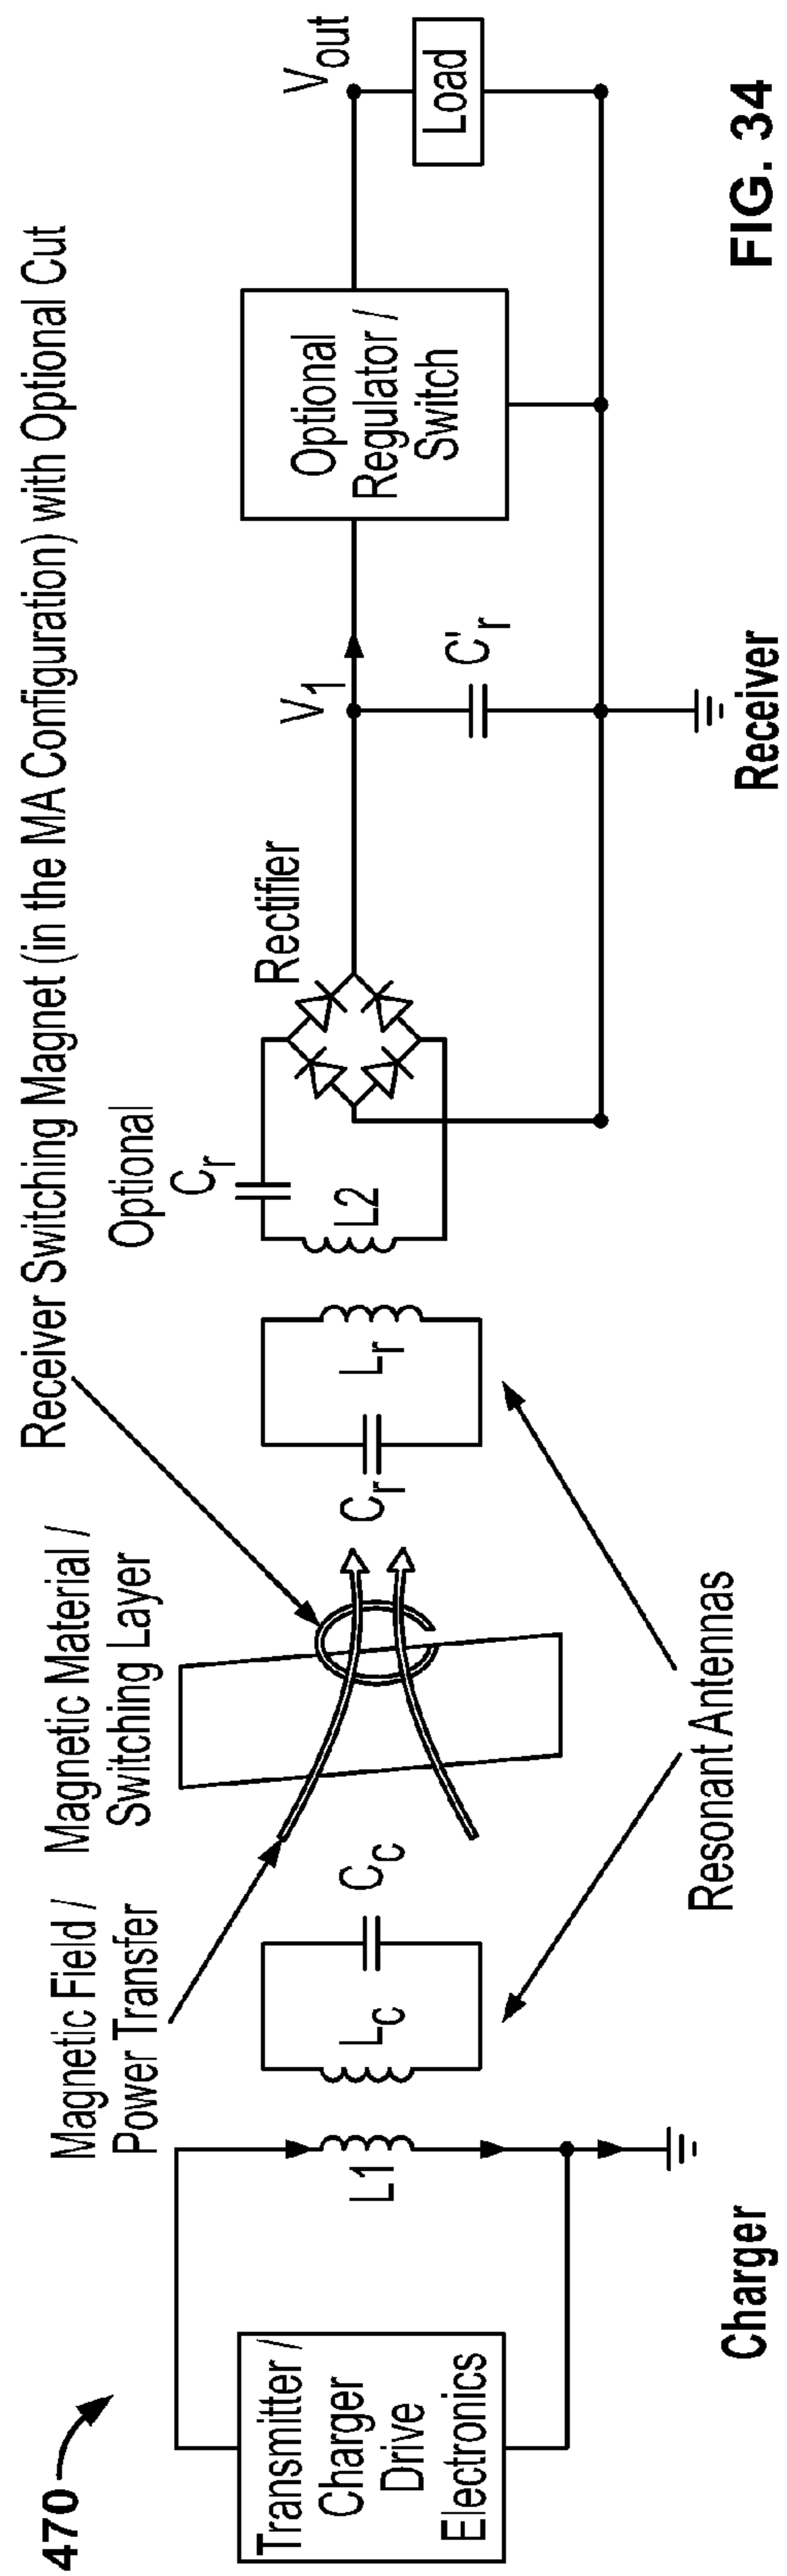 470
Transmitter /
Charger
Drive
Electronics
L1
Charger
Magnetic Field /
Power Transfer
Lc
Cc
Magnetic Material /
Switching Layer
Receiver Switching Magnet (in the MA Configuration) with Optional Cut
Resonant Antennas
Cr
Lr
Optional
Cr
L2
Rectifier
V1
C'r
Receiver
Optional
Regulator /
Switch
Vout
Load
FIG. 34